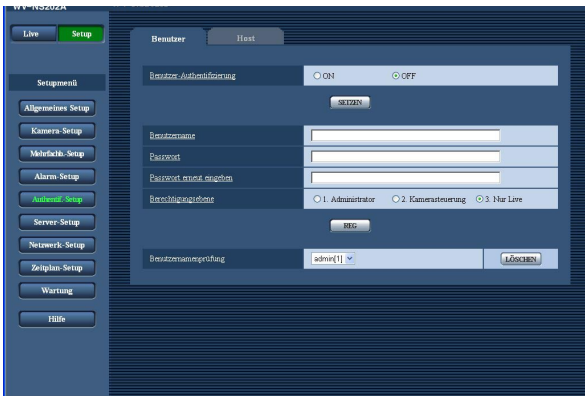 WV-NS202A
Live Setup
Benutzer Host
Setupmenü
Benutzer-Authentifizierung ON OFF
SETZEN
Allgemeines Setup
Kamera-Setup
Mehrfachb.-Setup
Alarm-Setup
Authentif.-Setup
Server-Setup
Netzwerk-Setup
Zeitplan-Setup
Wartung
Hilfe
Benutzername
Passwort
Passwort erneut eingeben
Berechtigungsebene 1. Administrator 2. Kamerasteuerung 3. Nur Live
REG
Benutzernamenprüfung admin[1] LÖSCHEN